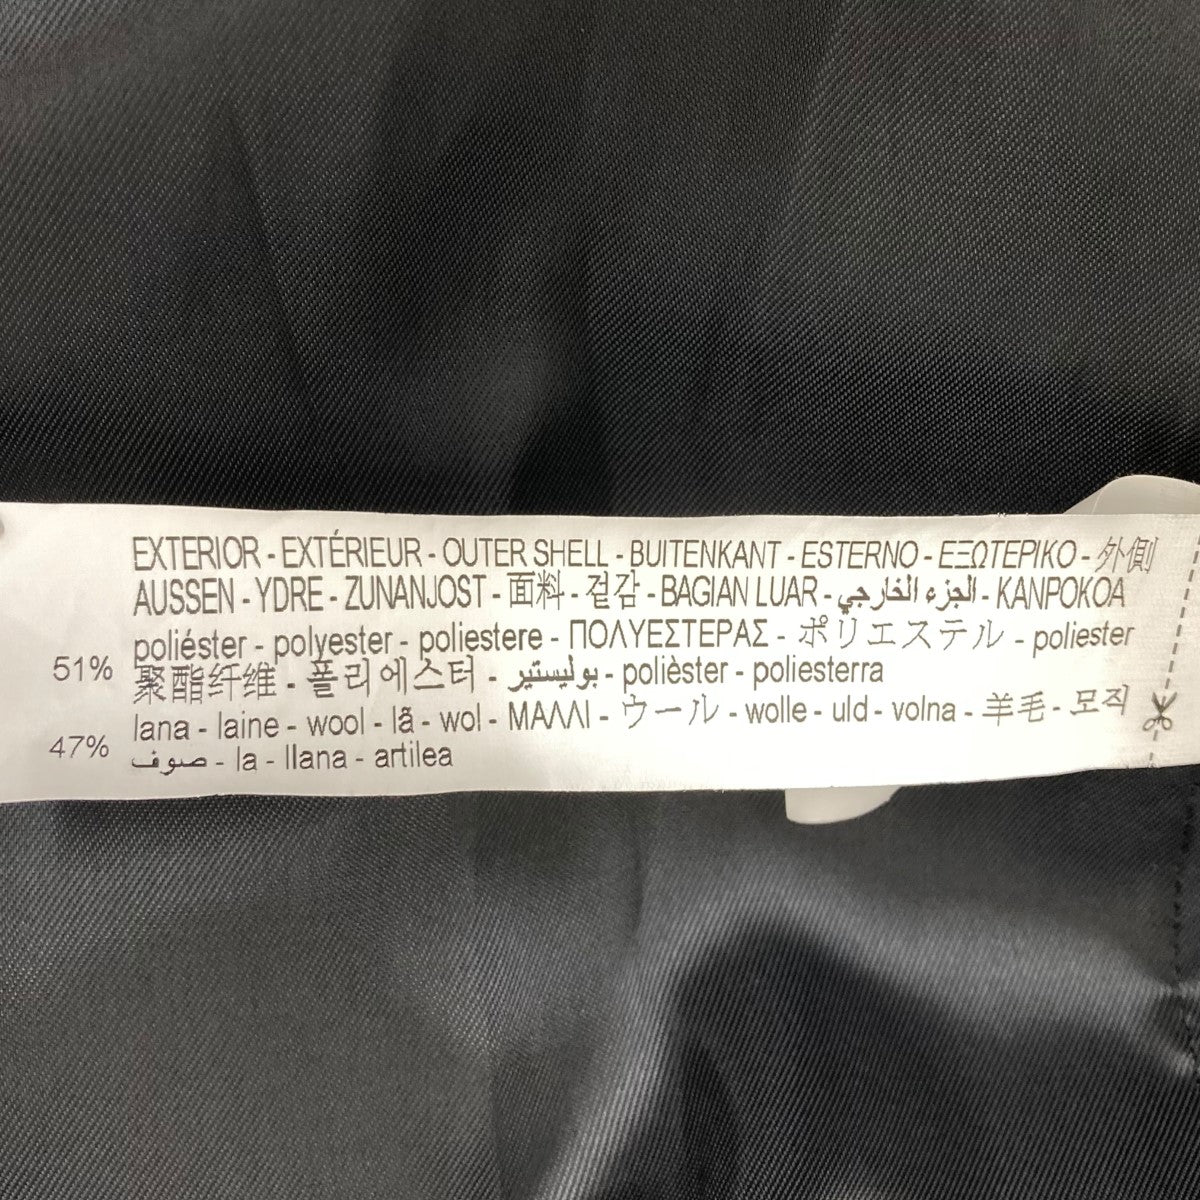 EXTERIOR - EXTÉRIEUR - OUTER SHELL - BUITENKANT - ESTERNO - ΕΞΩΤΕΡΙΚΟ - 外側
AUSSEN - YDRE - ZUNANJOST - 面料 - 겉감 - BAGIAN LUAR - الجزء الخارجي - KANPOKOA
poliéster - polyester - poliestere - ΠΟΛΥΕΣΤΕΡΑΣ - ポリエステル - poliester
51% 聚酯纤维 - 폴리에스터 - بوليستير - polièster - poliesterra
lana - laine - wool - lã - wol - ΜΑΛΛΙ - ウール - wolle - uld - volna - 羊毛 - 모직
47% صوف - la - llana - artilea